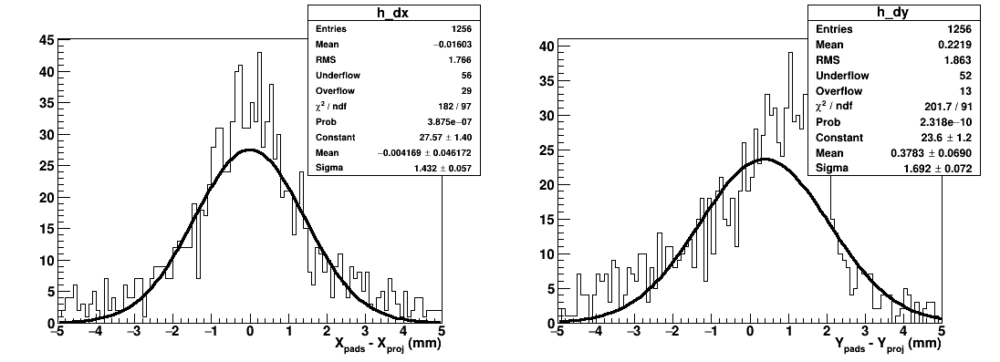 h_dx
Entries 1256
Mean −0.01603
RMS 1.766
Underflow 56
Overflow 29
χ² / ndf 182 / 97
Prob 3.875e−07
Constant 27.57 ± 1.40
Mean −0.004169 ± 0.046172
Sigma 1.432 ± 0.057
45
40
35
30
25
20
15
10
5
0
−5 −4 −3 −2 −1 0 1 2 3 4 5
X_pads - X_proj (mm)
h_dy
Entries 1256
Mean 0.2219
RMS 1.863
Underflow 52
Overflow 13
χ² / ndf 201.7 / 91
Prob 2.318e−10
Constant 23.6 ± 1.2
Mean 0.3783 ± 0.0690
Sigma 1.692 ± 0.072
40
35
30
25
20
15
10
5
0
−5 −4 −3 −2 −1 0 1 2 3 4 5
Y_pads - Y_proj (mm)